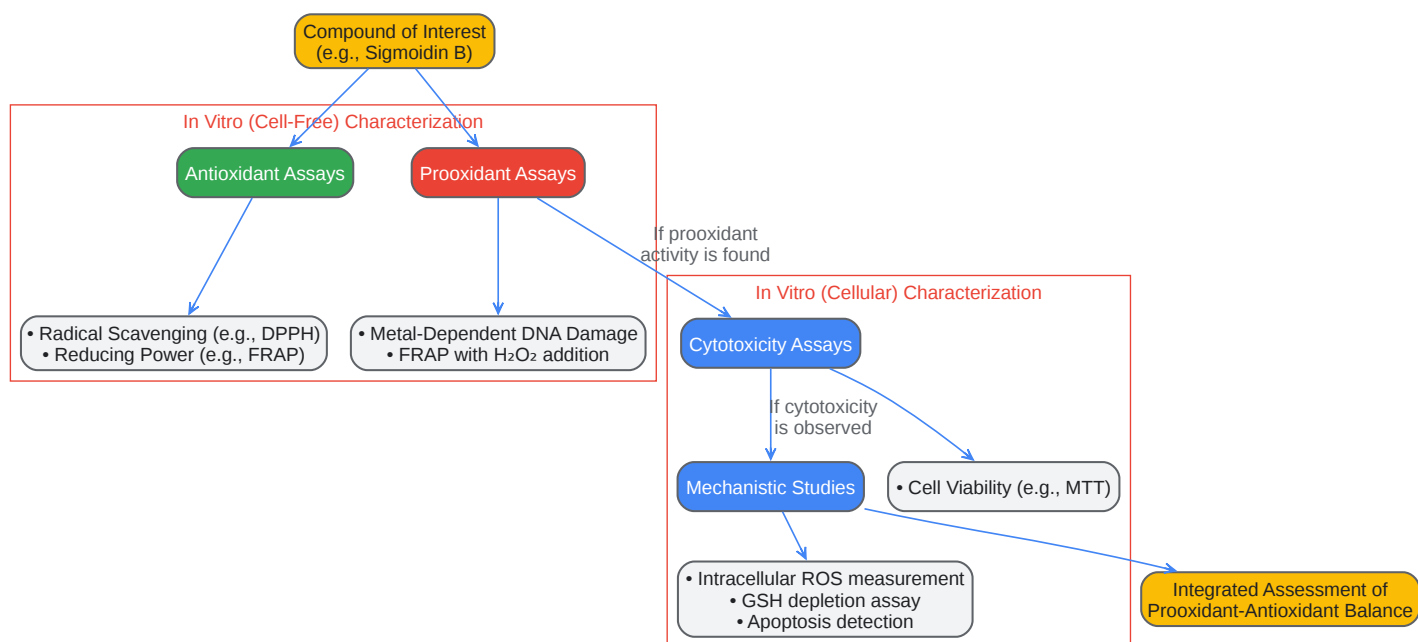 Compound of Interest
(e.g., Sigmoidin B)
In Vitro (Cell-Free) Characterization
Antioxidant Assays
Prooxidant Assays
If prooxidant
activity is found
• Radical Scavenging (e.g., DPPH)
• Reducing Power (e.g., FRAP)
• Metal-Dependent DNA Damage
• FRAP with H₂O₂ addition
In Vitro (Cellular) Characterization
Cytotoxicity Assays
If cytotoxicity
is observed
Mechanistic Studies
• Cell Viability (e.g., MTT)
• Intracellular ROS measurement
• GSH depletion assay
• Apoptosis detection
Integrated Assessment of
Prooxidant-Antioxidant Balance